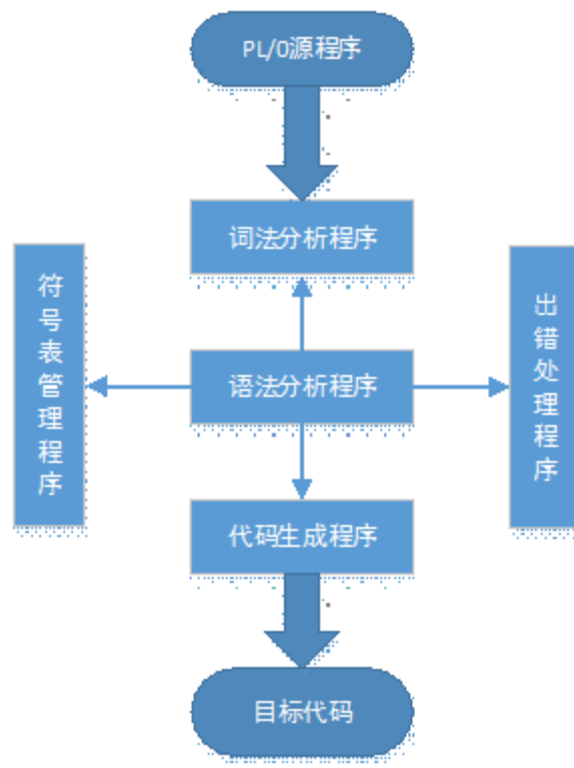 PL/0源程序
词法分析程序
符号表管理程序
语法分析程序
出错处理程序
代码生成程序
目标代码